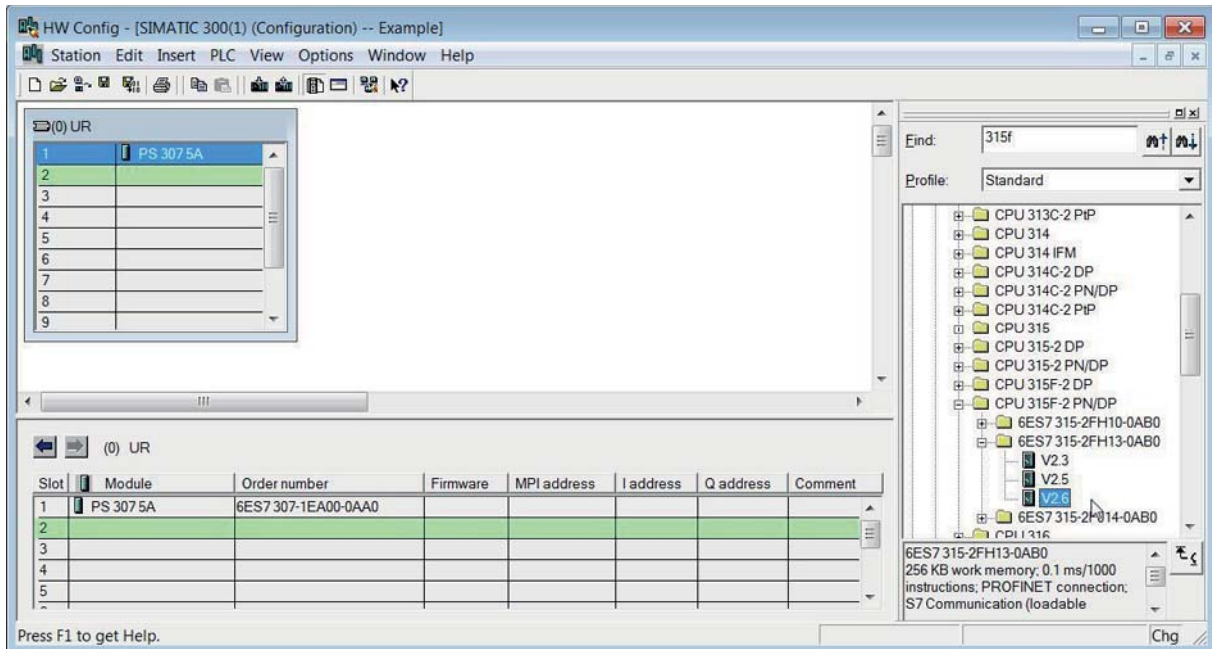 HW Config - [SIMATIC 300(1) (Configuration) -- Example]
Station Edit Insert PLC View Options Window Help
(0) UR
1 PS 307 5A
2
3
4
5
6
7
8
9
Find: 315f
Profile: Standard
CPU 313C-2 PtP
CPU 314
CPU 314 IFM
CPU 314C-2 DP
CPU 314C-2 PN/DP
CPU 314C-2 PtP
CPU 315
CPU 315-2 DP
CPU 315-2 PN/DP
CPU 315F-2 DP
CPU 315F-2 PN/DP
6ES7 315-2FH10-0AB0
6ES7 315-2FH13-0AB0
V2.3
V2.5
V2.6
CPU 316
6ES7 315-2FH13-0AB0
256 KB work memory; 0.1 ms/1000
instructions; PROFINET connection;
S7 Communication (loadable
(0) UR
Slot Module Order number Firmware MPI address I address Q address Comment
1 PS 307 5A 6ES7 307-1EA00-0AA0
2
3
4
5
Press F1 to get Help.
Chg